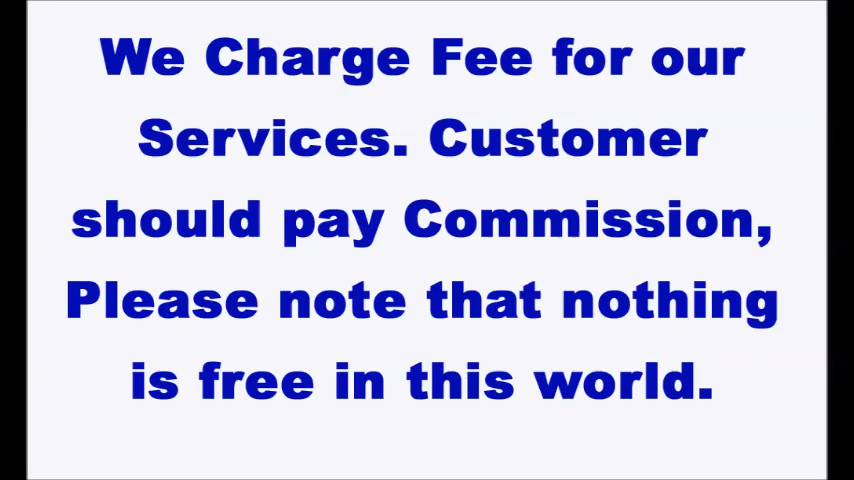 We Charge Fee for our
Services. Customer
should pay Commission,
Please note that nothing
is free in this world.